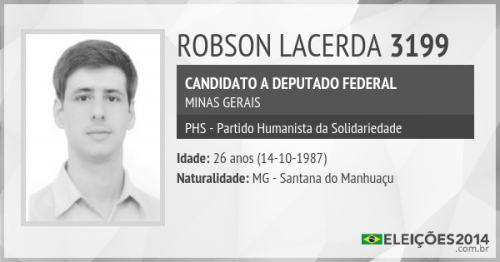 ROBSON LACERDA 3199
CANDIDATO A DEPUTADO FEDERAL
MINAS GERAIS
PHS - Partido Humanista da Solidariedade
Idade: 26 anos (14-10-1987)
Naturalidade: MG - Santana do Manhuaçu
ELEIÇÕES2014
.com.br